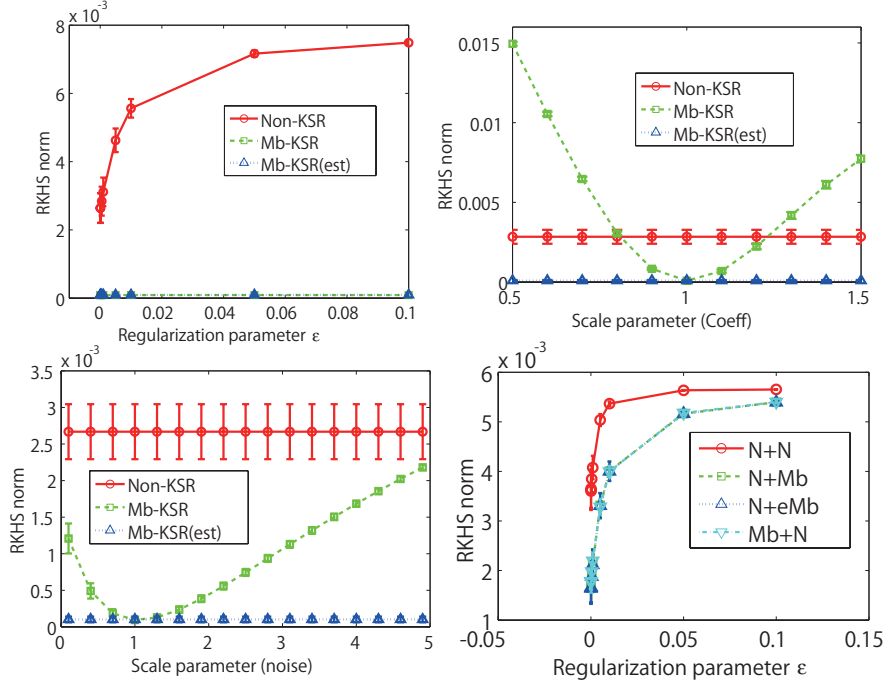 x 10⁻³
8
6
4
2
0
RKHS norm
Non-KSR
Mb-KSR
Mb-KSR(est)
0
0.02
0.04
0.06
0.08
0.1
Regularization parameter ε
0.015
0.01
0.005
0
RKHS norm
Non-KSR
Mb-KSR
Mb-KSR(est)
0.5
1
1.5
Scale parameter (Coeff)
x 10⁻³
3.5
3
2.5
2
1.5
1
0.5
0
RKHS norm
Non-KSR
Mb-KSR
Mb-KSR(est)
0
1
2
3
4
5
Scale parameter (noise)
x 10⁻³
6
5
4
3
2
1
RKHS norm
N+N
N+Mb
N+eMb
Mb+N
-0.05
0
0.05
0.1
0.15
Regularization parameter ε